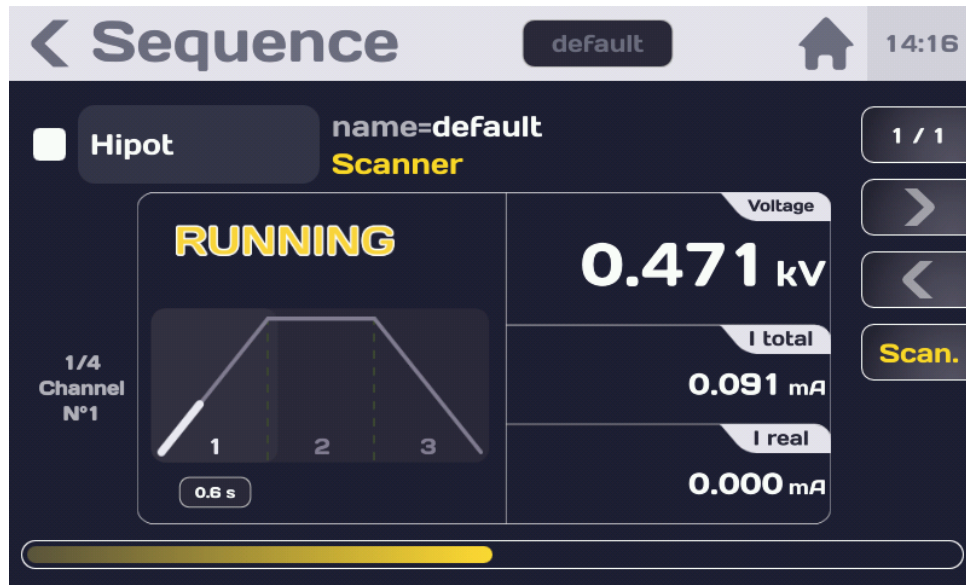 Sequence
default
14:16
Hipot
name=default
Scanner
1 / 1
RUNNING
Voltage
0.471 kV
I total
0.091 mA
Scan.
1/4
Channel
N°1
1
2
3
I real
0.000 mA
0.6 s